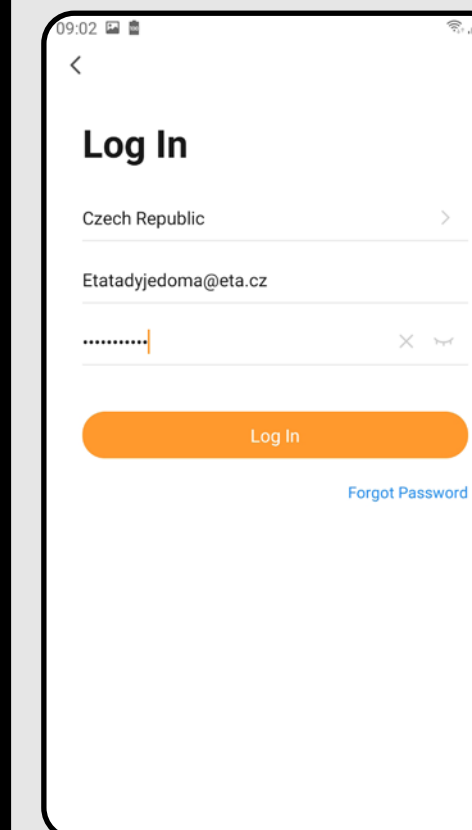 09:02
Log In
Czech Republic
Etatadyjedoma@eta.cz
•••••••••••
Log In
Forgot Password